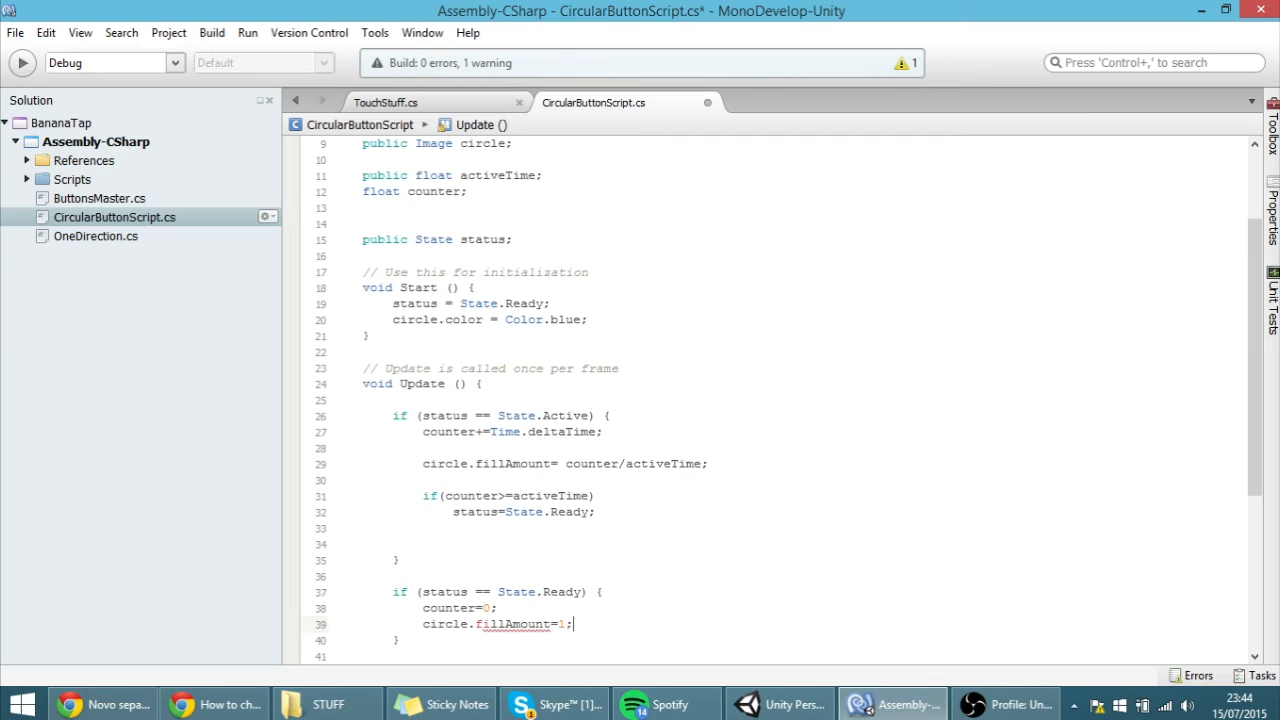 Assembly-CSharp - CircularButtonScript.cs* - MonoDevelop-Unity
File Edit View Search Project Build Run Version Control Tools Window Help
Debug Default Build: 0 errors, 1 warning 1 Press 'Control+,' to search
Solution
BananaTap
Assembly-CSharp
References
Scripts
ButtonsMaster.cs
CircularButtonScript.cs
OneDirection.cs
TouchStuff.cs CircularButtonScript.cs
CircularButtonScript Update ()
9 public Image circle;
10
11 public float activeTime;
12 float counter;
13
14
15 public State status;
16
17 // Use this for initialization
18 void Start () {
19 status = State.Ready;
20 circle.color = Color.blue;
21 }
22
23 // Update is called once per frame
24 void Update () {
25
26 if (status == State.Active) {
27 counter+=Time.deltaTime;
28
29 circle.fillAmount= counter/activeTime;
30
31 if(counter>=activeTime)
32 status=State.Ready;
33
34
35 }
36
37 if (status == State.Ready) {
38 counter=0;
39 circle.fillAmount=1;
40 }
41
Toolbox
Properties
Unit Tests
Errors Tasks
Novo sepa... How to ch... STUFF Sticky Notes Skype™ [1]... 1 Spotify 14 Unity Pers... Assembly-... Profile: Un...
23:44
15/07/2015